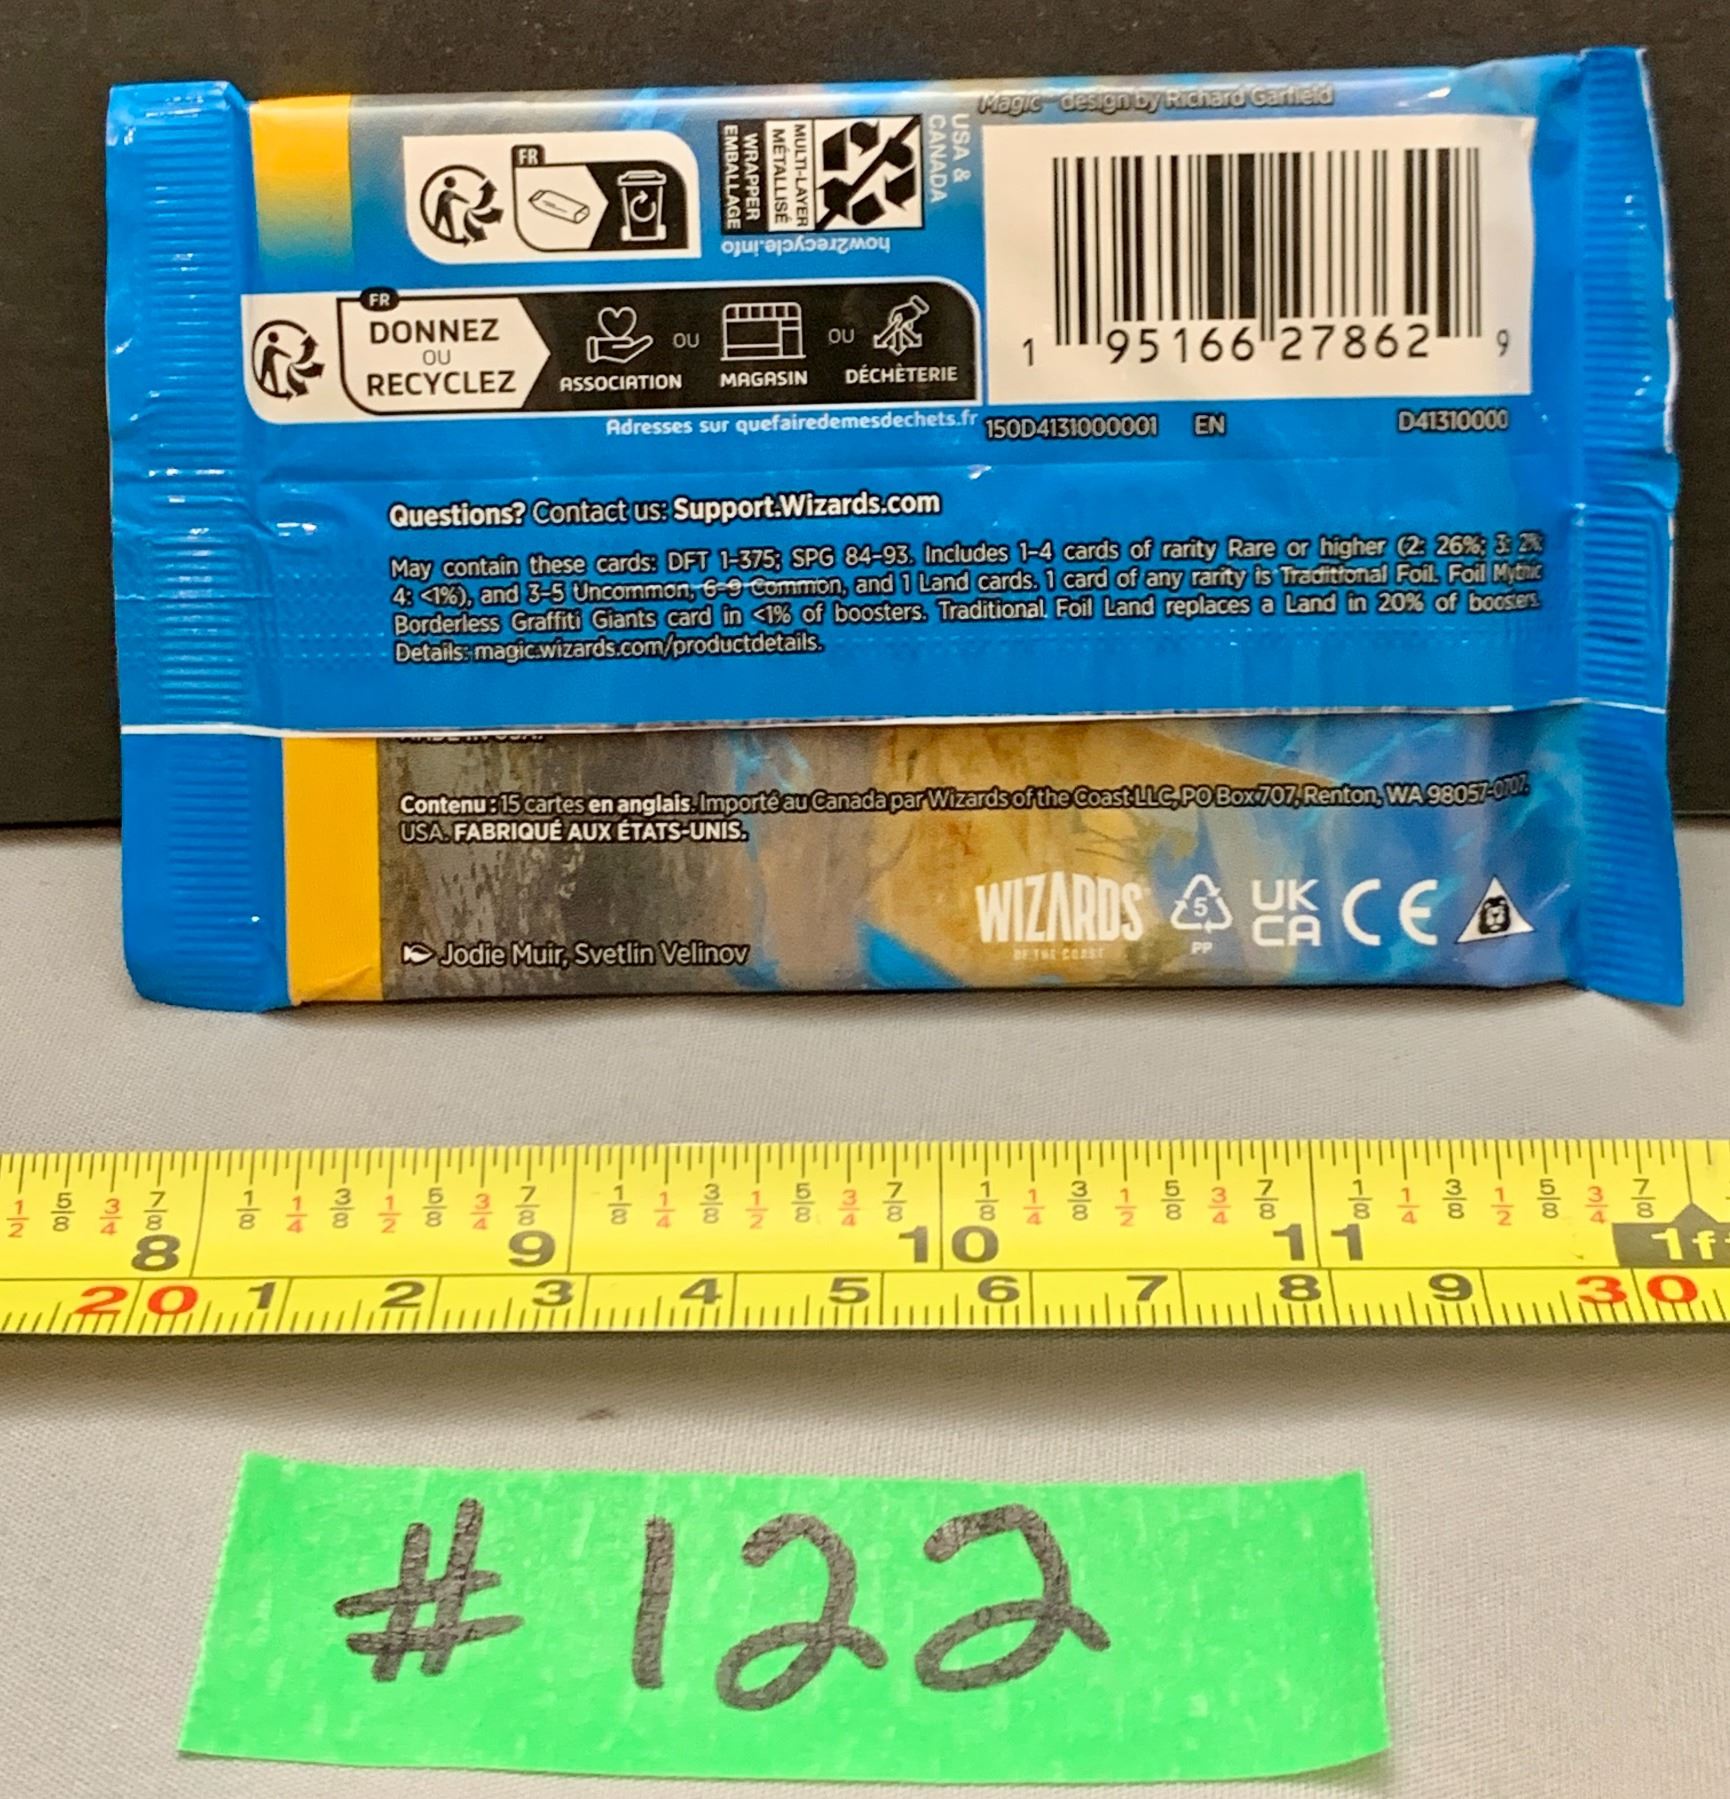 Magic design by Richard Garfield
USA &
CANADA
MULTI-LAYER
MÉTALLISÉ
WRAPPER
EMBALLAGE
how2recycle.info
FR
FR
DONNEZ
OU
RECYCLEZ
ASSOCIATION OU MAGASIN OU DÉCHÈTERIE
Adresses sur quefairedemesdechets.fr
1 95166 27862 9
150D4131000001 EN D41310000
Questions? Contact us: Support.Wizards.com
May contain these cards: DFT 1-375; SPG 84-93. Includes 1-4 cards of rarity Rare or higher (2: 26%; 3: 2%;
4: <1%), and 3-5 Uncommon, 6-9 Common, and 1 Land cards. 1 card of any rarity is Traditional Foil. Foil Mythic
Borderless Graffiti Giants card in <1% of boosters. Traditional Foil Land replaces a Land in 20% of boosters.
Details: magic.wizards.com/productdetails.
MADE IN USA.
Contenu : 15 cartes en anglais. Importé au Canada par Wizards of the Coast LLC, PO Box 707, Renton, WA 98057-0707,
USA. FABRIQUÉ AUX ÉTATS-UNIS.
Jodie Muir, Svetlin Velinov
WIZARDS
OF THE COAST
5
PP
UK
CA
CE
1/2 5/8 3/4 7/8 1/8 1/4 3/8 1/2 5/8 3/4 7/8 1/8 1/4 3/8 1/2 5/8 3/4 7/8 1/8 1/4 3/8 1/2 5/8 3/4 7/8 1/8 1/4 3/8 1/2 5/8 3/4 7/8
8 9 10 11 1f
20 1 2 3 4 5 6 7 8 9 30
#122